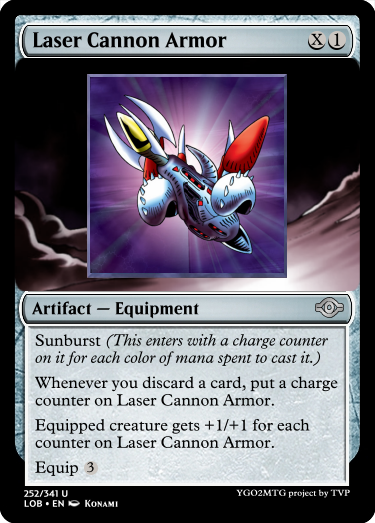 Laser Cannon Armor X 1
Artifact — Equipment
Sunburst (This enters with a charge counter
on it for each color of mana spent to cast it.)
Whenever you discard a card, put a charge
counter on Laser Cannon Armor.
Equipped creature gets +1/+1 for each
counter on Laser Cannon Armor.
Equip 3
252/341 U
LOB • EN Konami
YGO2MTG project by TVP